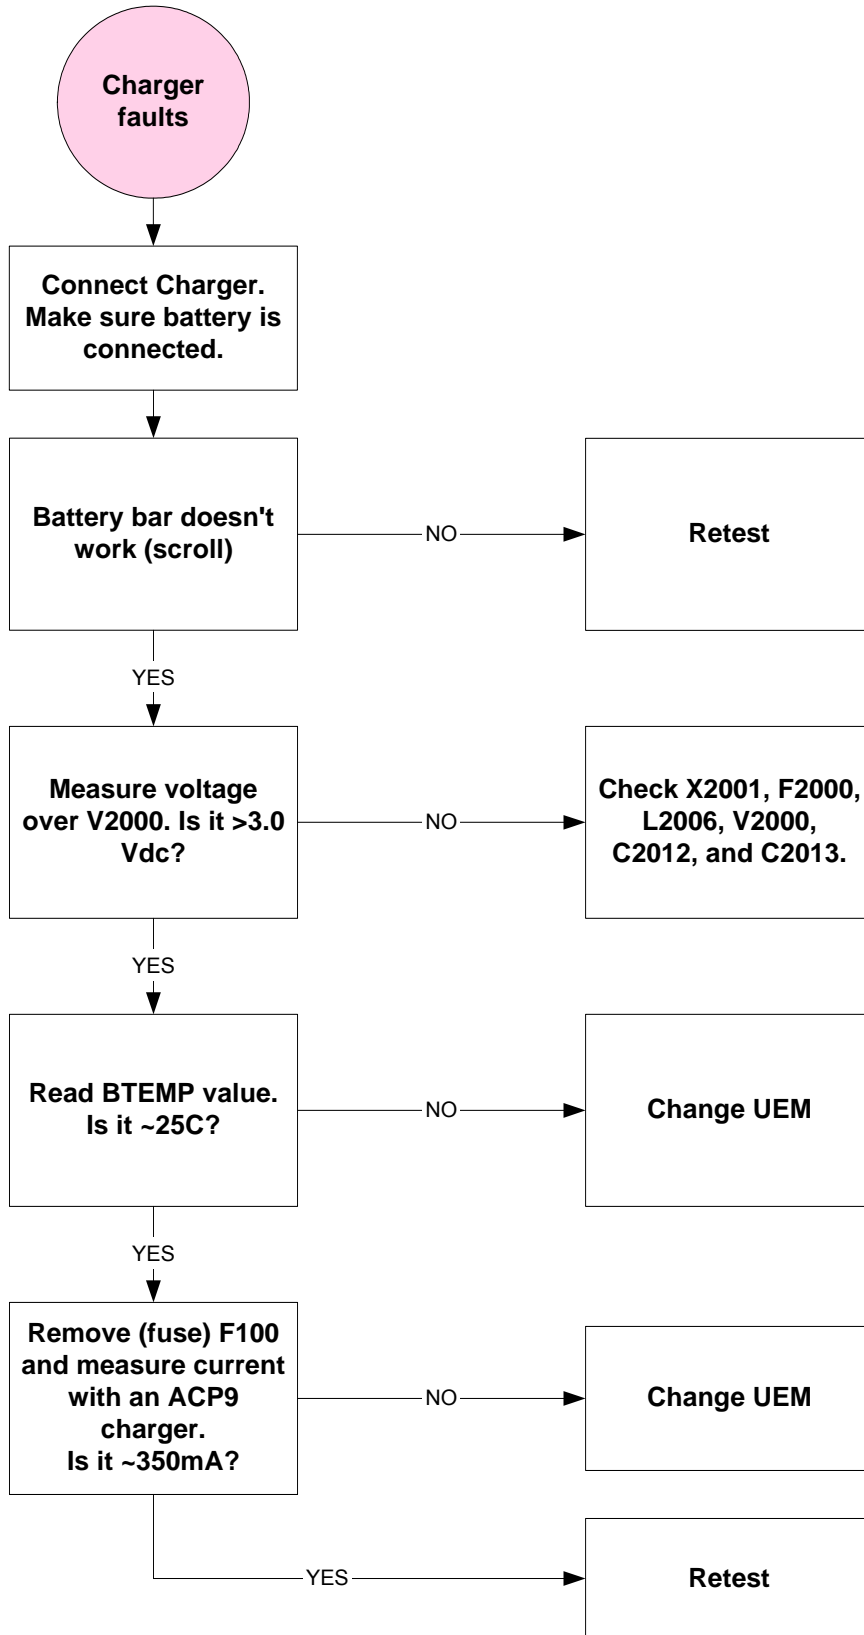 Charger
faults
Connect Charger.
Make sure battery is
connected.
Battery bar doesn't
work (scroll)
NO
Retest
YES
Measure voltage
over V2000. Is it >3.0
Vdc?
NO
Check X2001, F2000,
L2006, V2000,
C2012, and C2013.
YES
Read BTEMP value.
Is it ~25C?
NO
Change UEM
YES
Remove (fuse) F100
and measure current
with an ACP9
charger.
Is it ~350mA?
NO
Change UEM
YES
Retest